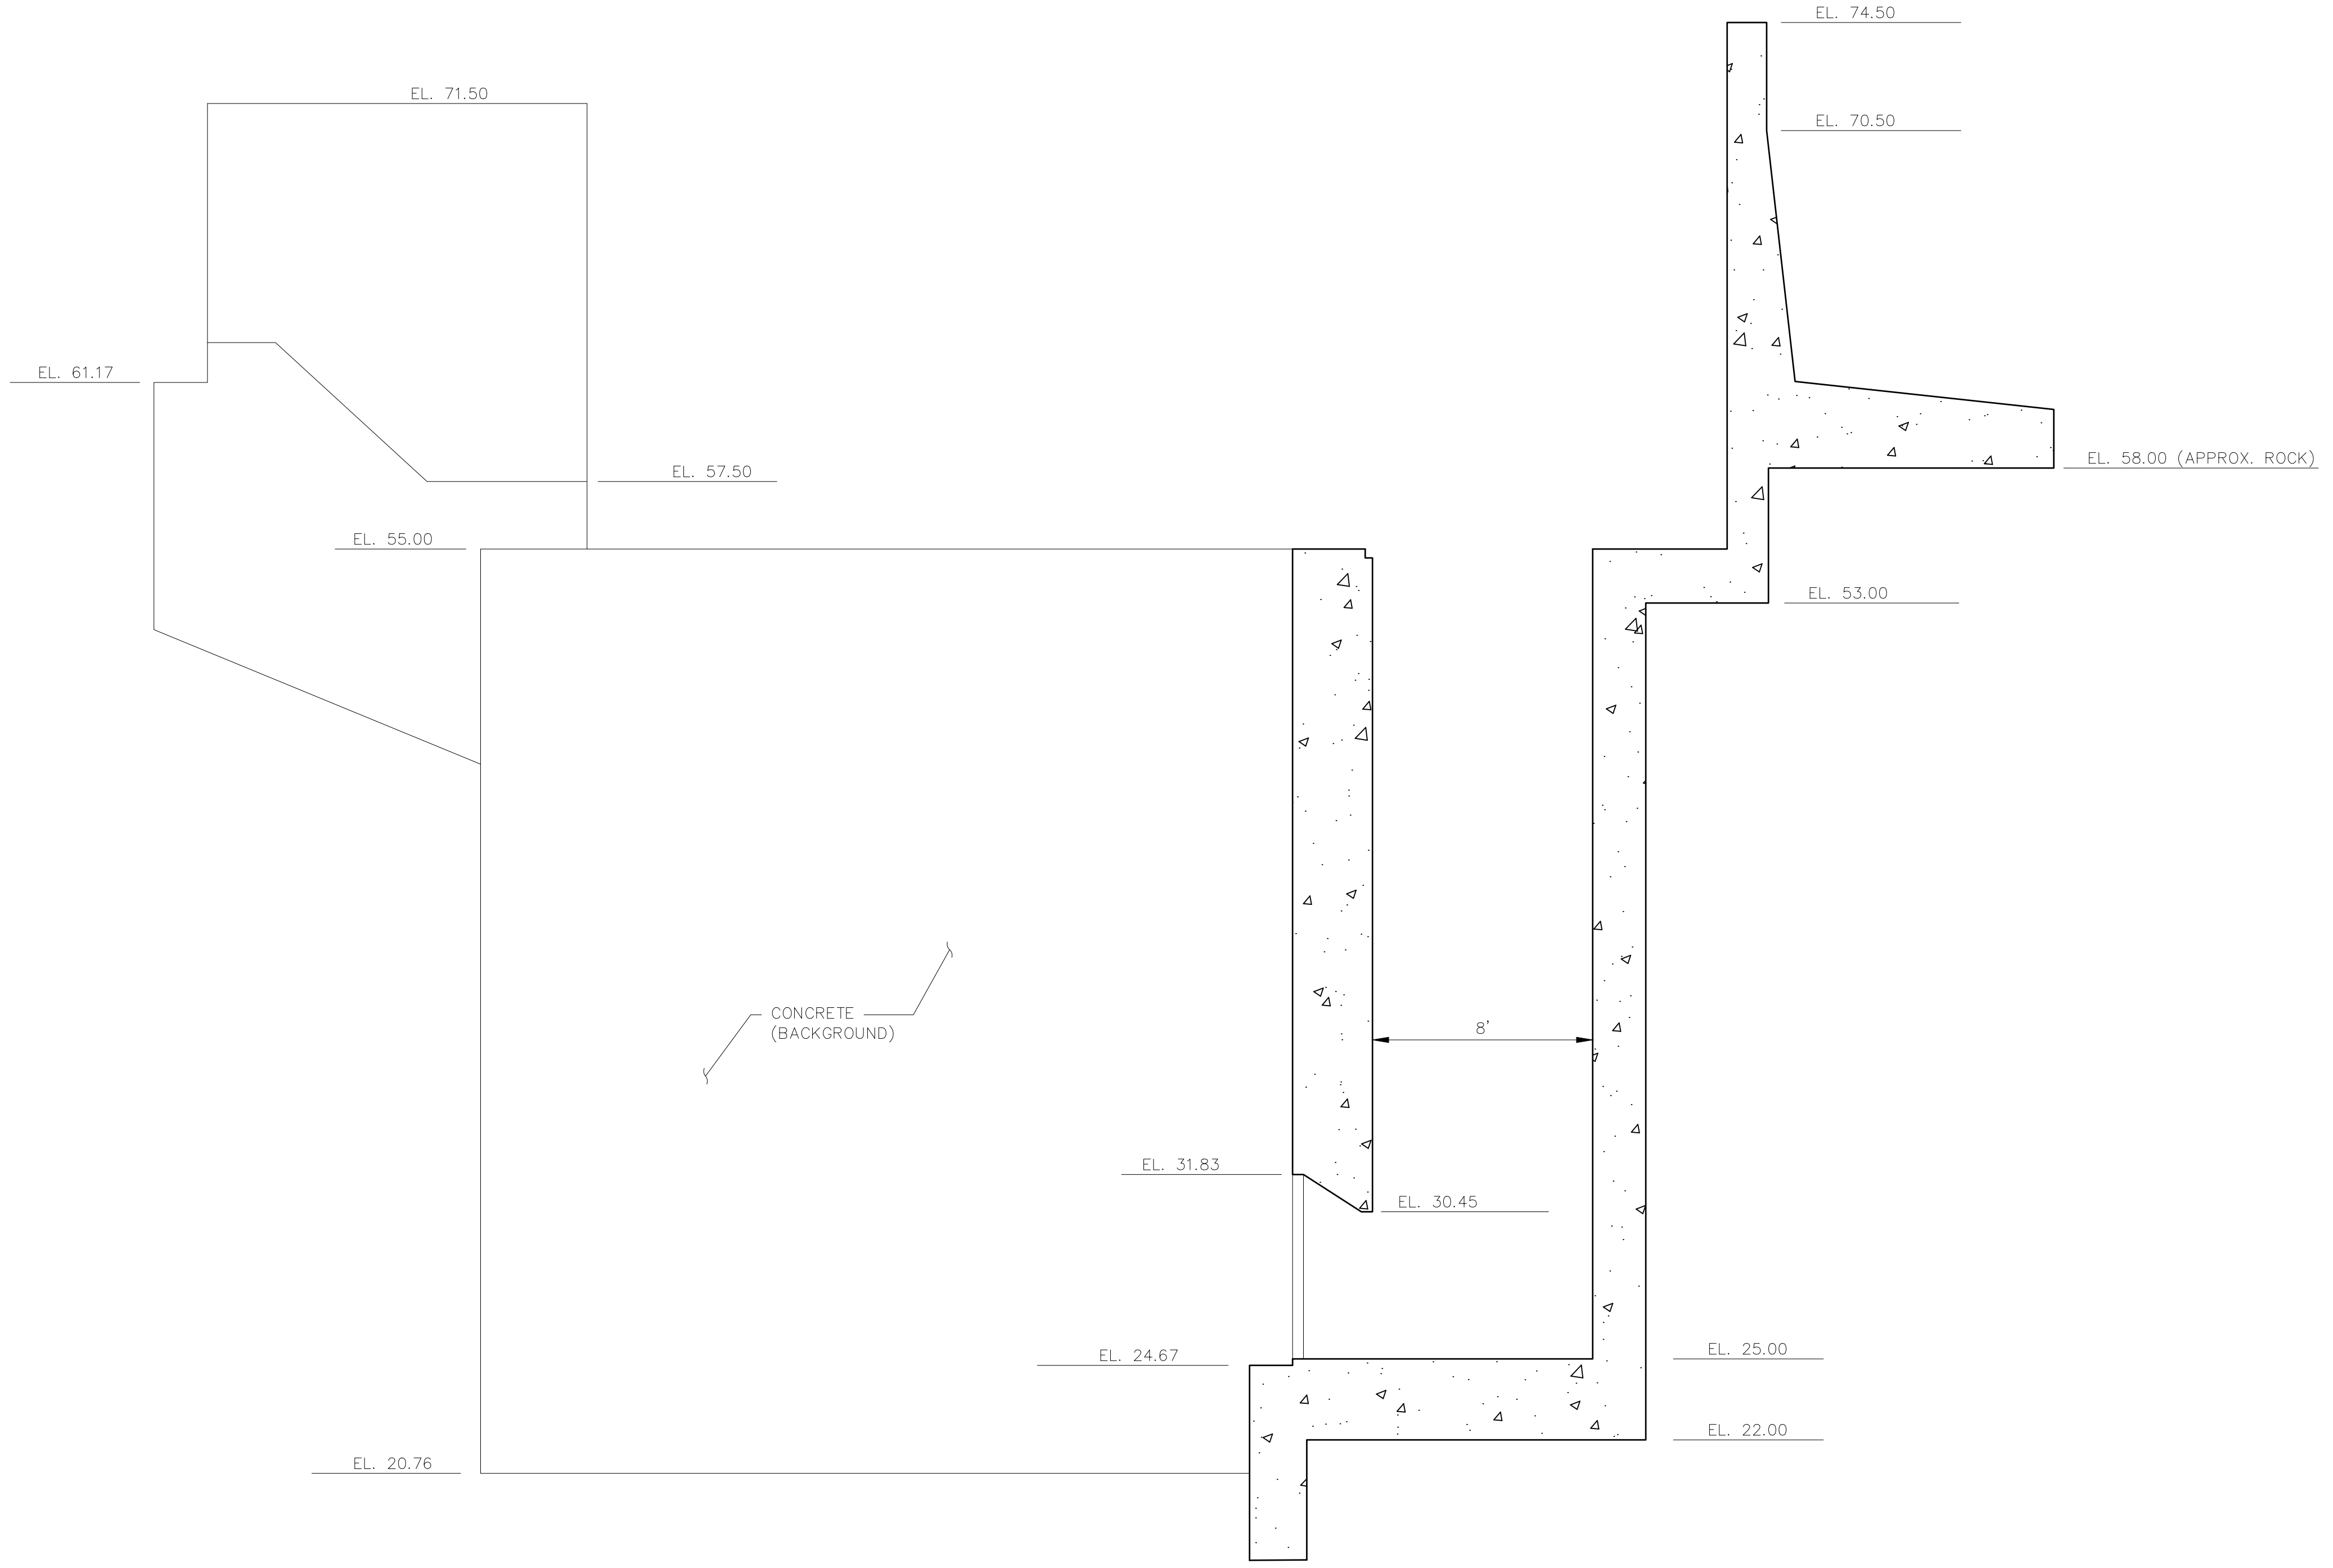 EL. 74.50
EL. 71.50
EL. 70.50
EL. 61.17
EL. 58.00 (APPROX. ROCK)
EL. 57.50
EL. 55.00
EL. 53.00
CONCRETE
(BACKGROUND)
8'
EL. 31.83
EL. 30.45
EL. 24.67
EL. 25.00
EL. 22.00
EL. 20.76